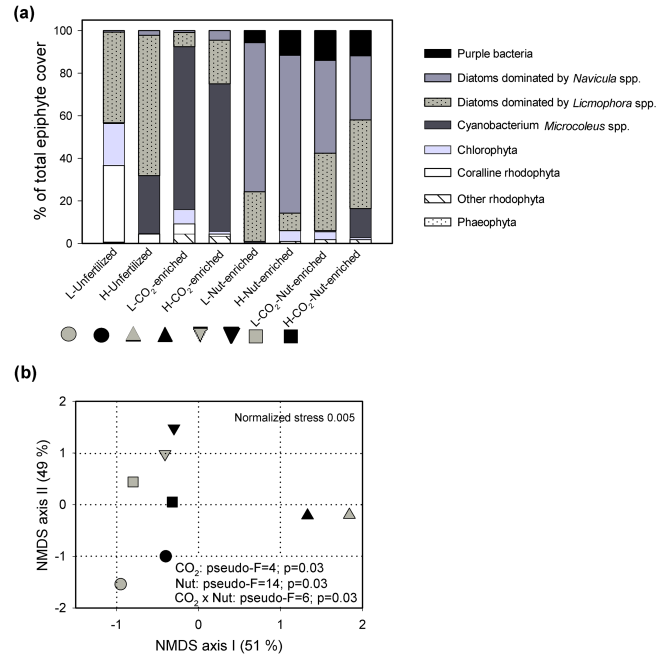 (a)
% of total epiphyte cover
100
80
60
40
20
0
L-Unfertilized
H-Unfertilized
L-CO₂-enriched
H-CO₂-enriched
L-Nut-enriched
H-Nut-enriched
L-CO₂-Nut-enriched
H-CO₂-Nut-enriched
Purple bacteria
Diatoms dominated by Navicula spp.
Diatoms dominated by Licmophora spp.
Cyanobacterium Microcoleus spp.
Chlorophyta
Coralline rhodophyta
Other rhodophyta
Phaeophyta
(b)
NMDS axis II (49 %)
2
1
0
-1
-2
Normalized stress 0.005
CO₂: pseudo-F=4; p=0.03
Nut: pseudo-F=14; p=0.03
CO₂ x Nut: pseudo-F=6; p=0.03
-1 0 1 2
NMDS axis I (51 %)